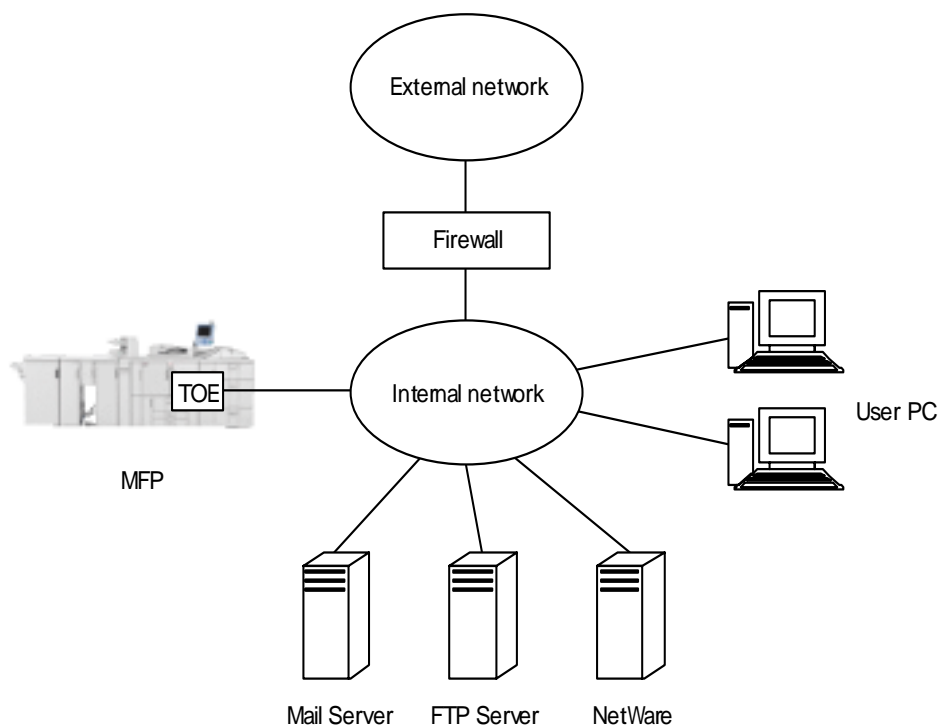 External network
Firewall
TOE
Internal network
User PC
MFP
Mail Server
FTP Server
NetWare